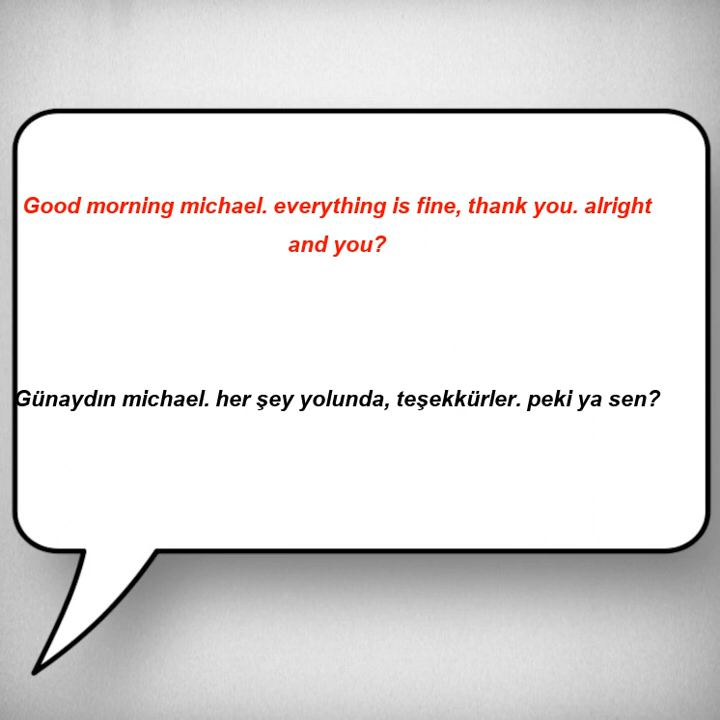 Good morning michael. everything is fine, thank you. alright
and you?
Günaydın michael. her şey yolunda, teşekkürler. peki ya sen?